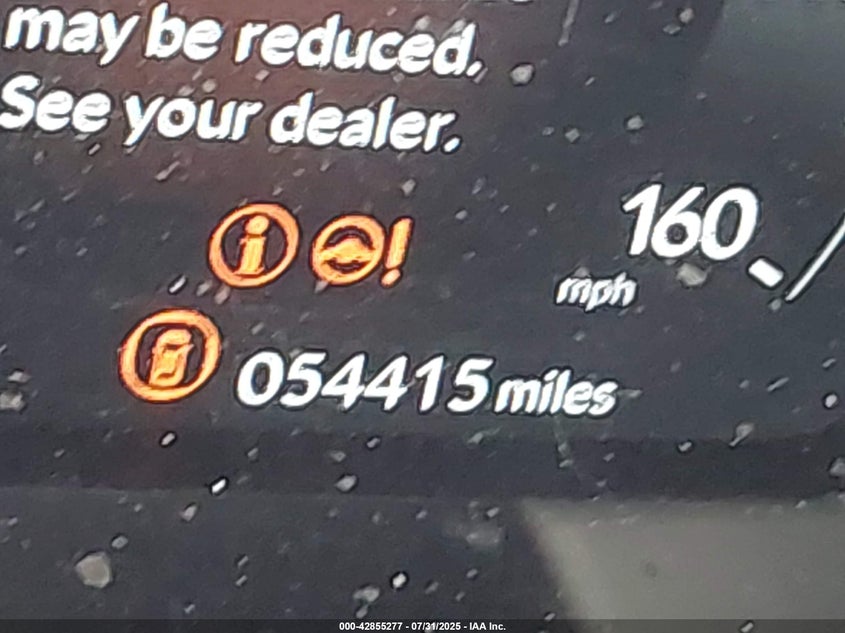 may be reduced.
See your dealer.
160
mph
054415 miles
000-42855277 - 07/31/2025 - IAA Inc.